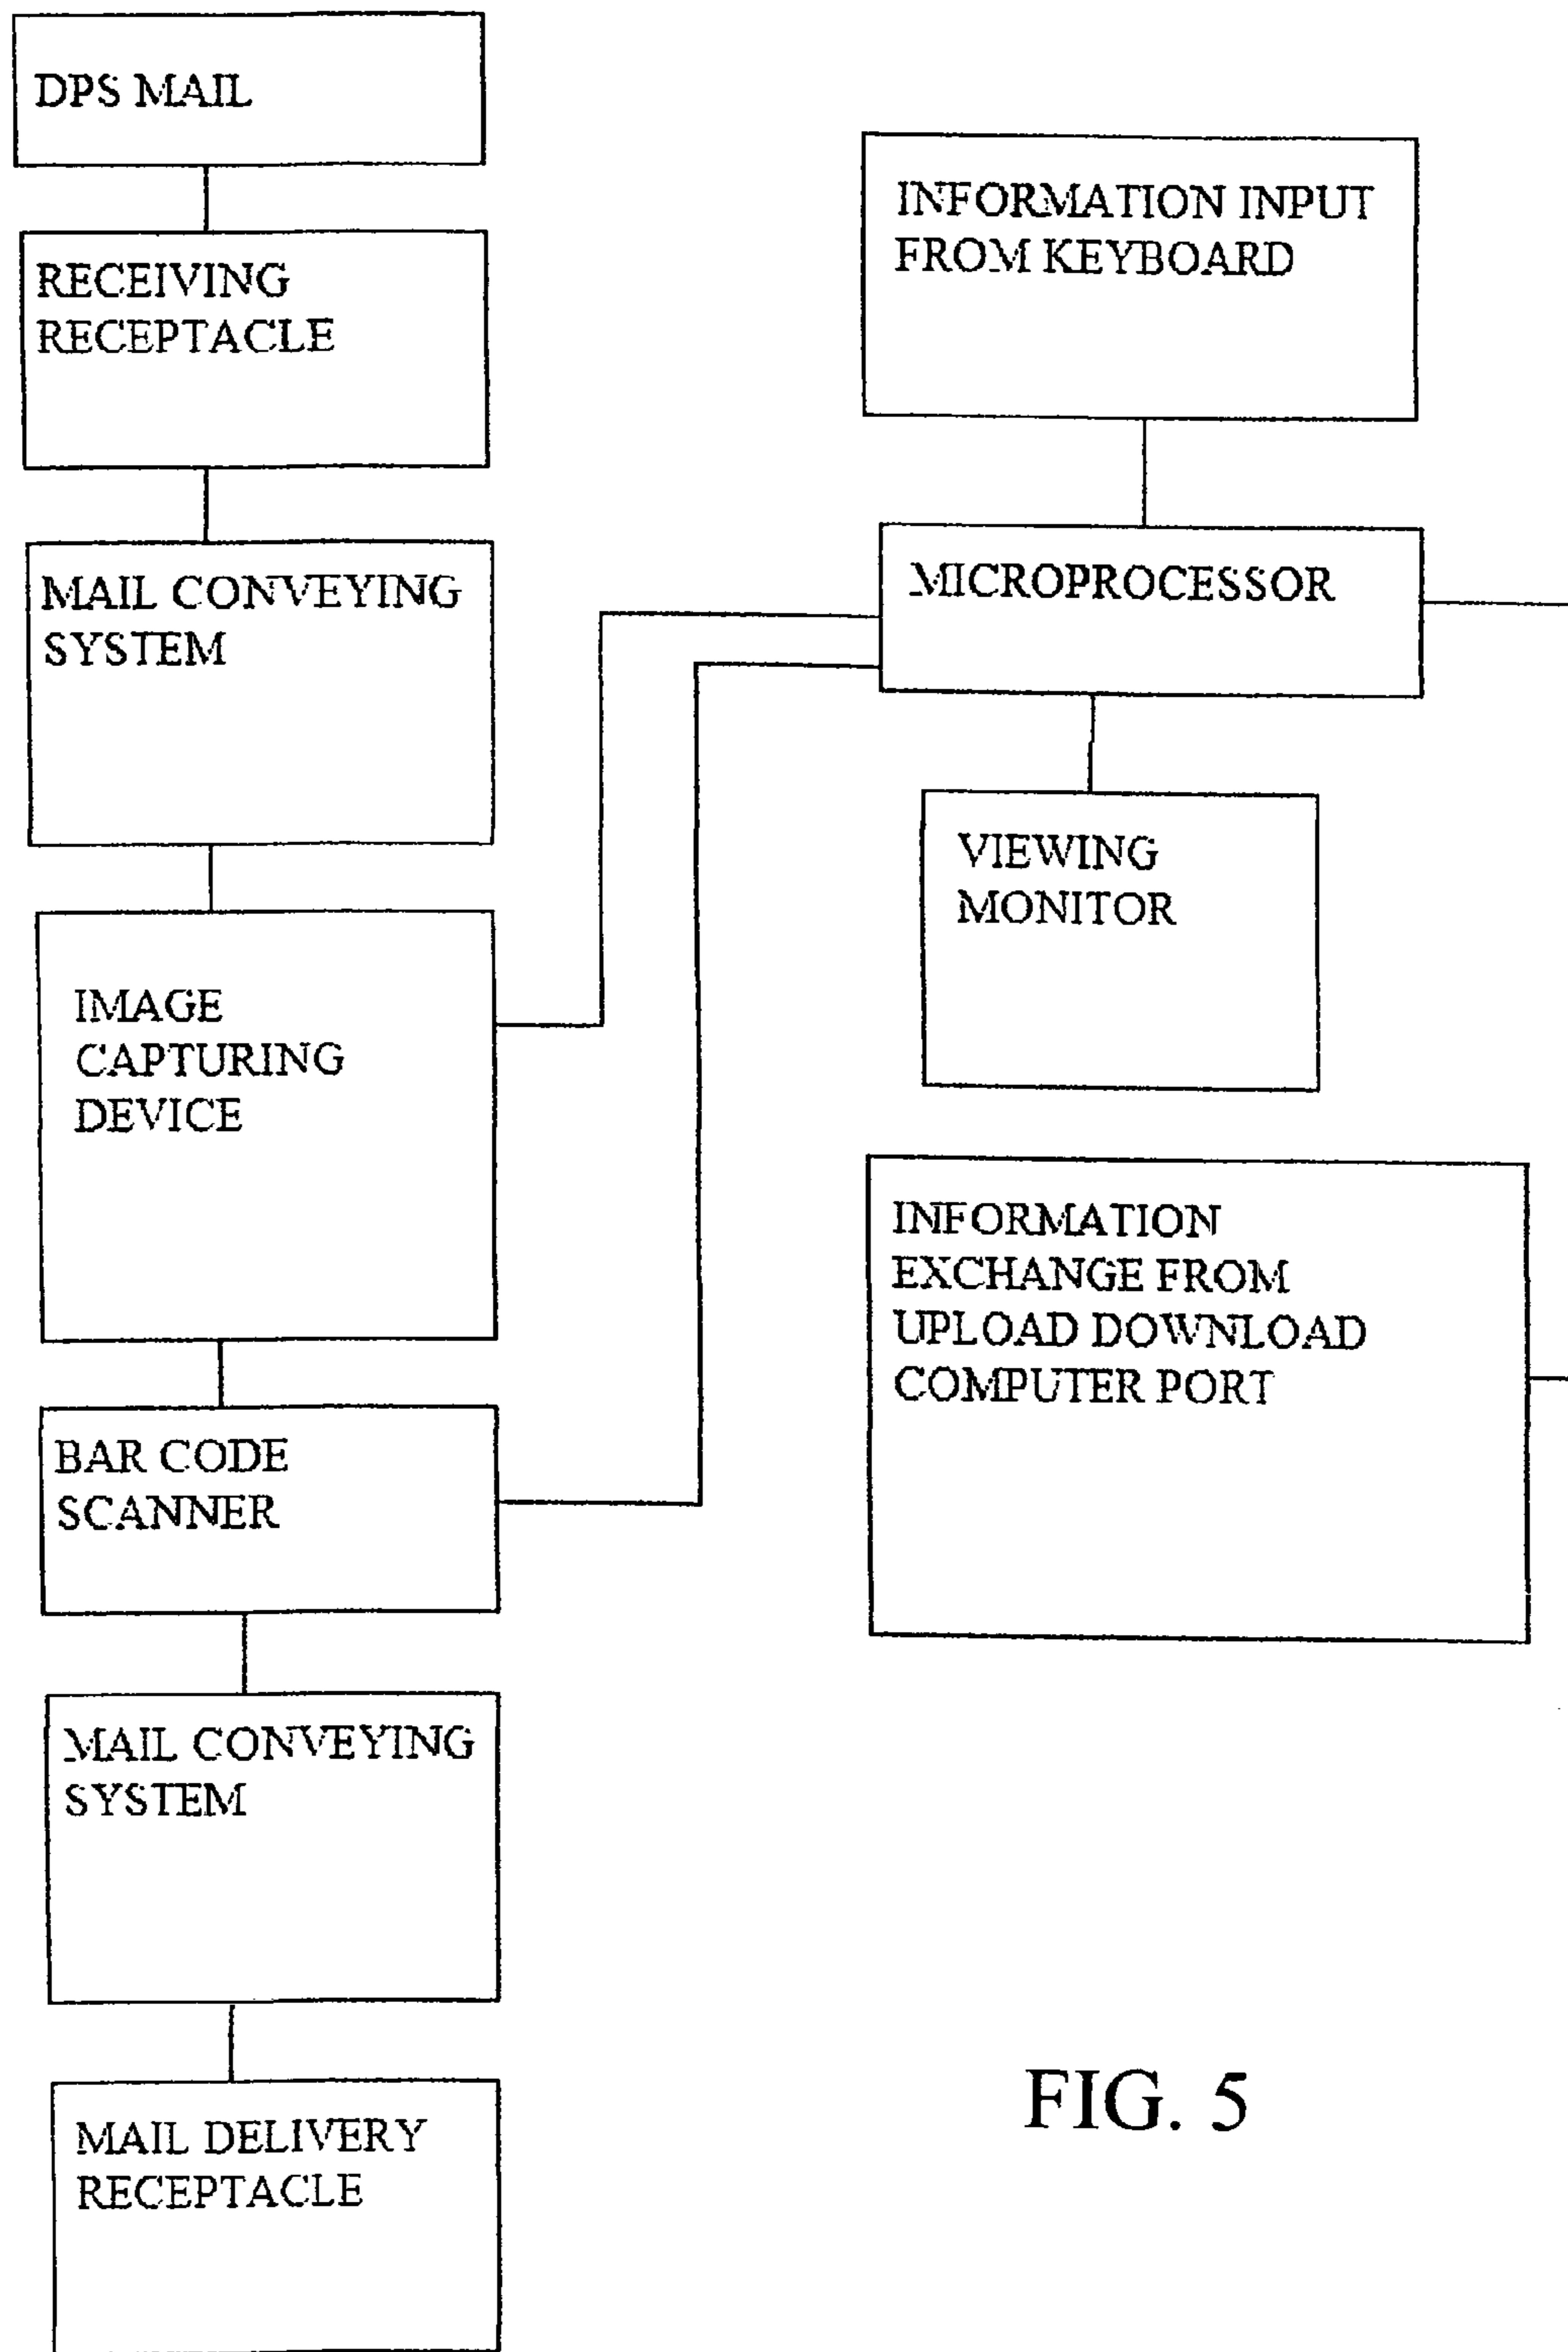 DPS MAIL
RECEIVING
RECEPTACLE
MAIL CONVEYING
SYSTEM
IMAGE
CAPTURING
DEVICE
BAR CODE
SCANNER
MAIL CONVEYING
SYSTEM
MAIL DELIVERY
RECEPTACLE
INFORMATION INPUT
FROM KEYBOARD
MICROPROCESSOR
VIEWING
MONITOR
INFORMATION
EXCHANGE FROM
UPLOAD DOWNLOAD
COMPUTER PORT
FIG. 5